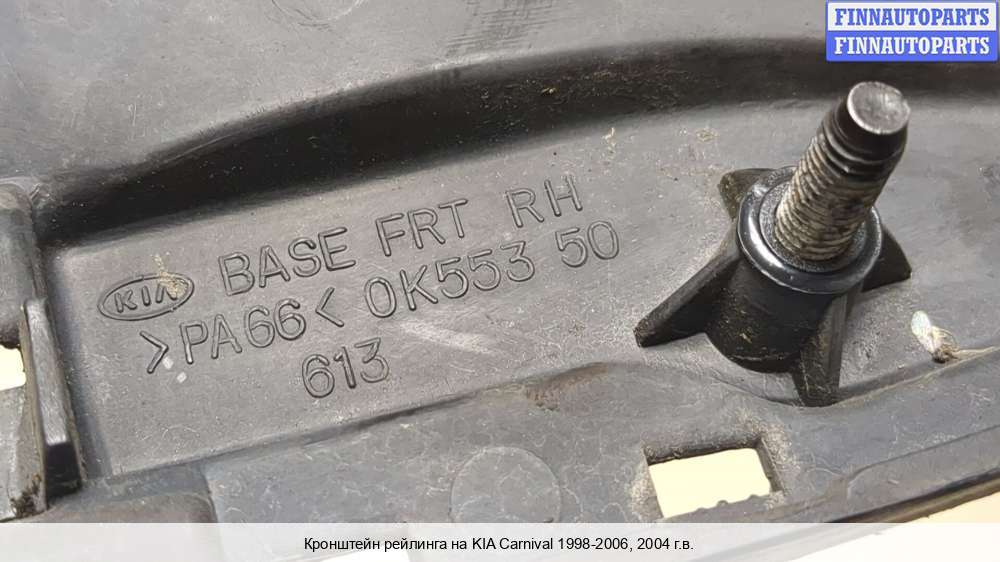 FINNAUTOPARTS
FINNAUTOPARTS
KIA BASE FRT RH
>PA66< 0K553 50
613
Кронштейн рейлинга на KIA Carnival 1998-2006, 2004 г.в.